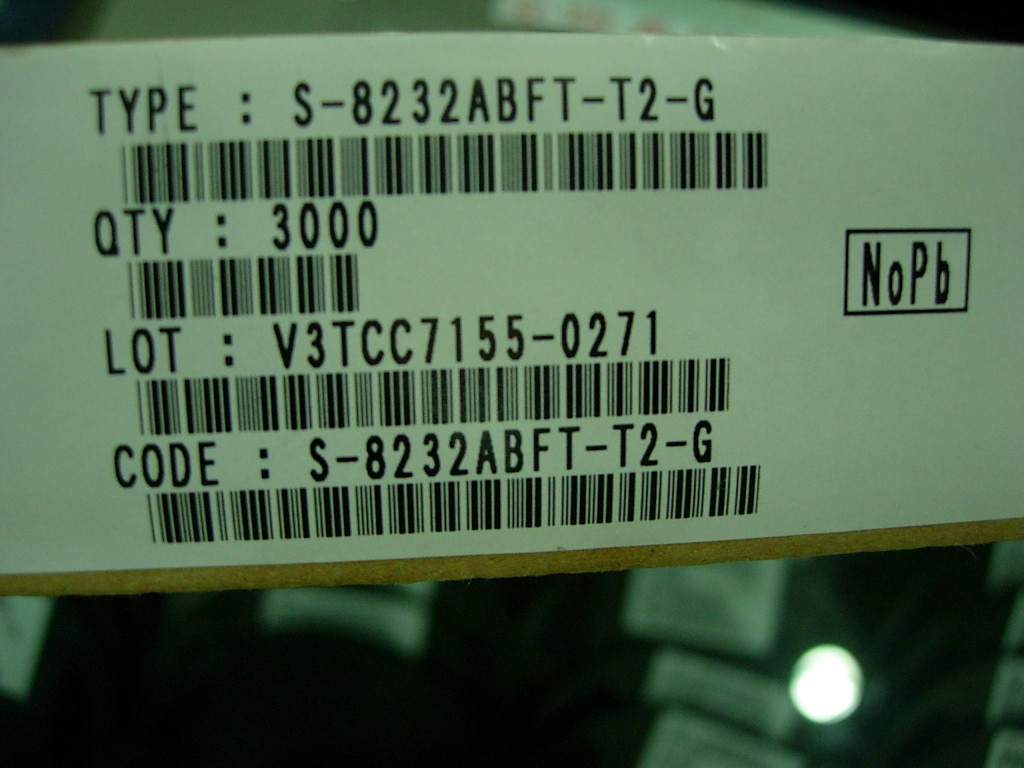 TYPE : S-8232ABFT-T2-G
QTY : 3000
NoPb
LOT : V3TCC7155-0271
CODE : S-8232ABFT-T2-G